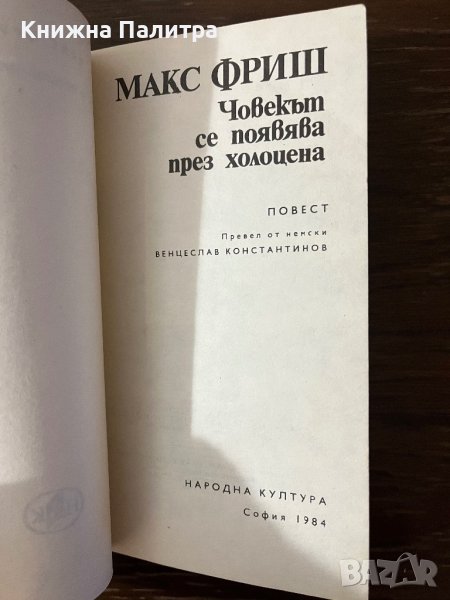 Книжна Палитра
МАКС ФРИШ
Човекът
се появява
през холоцена
ПОВЕСТ
Превел от немски
ВЕНЦЕСЛАВ КОНСТАНТИНОВ
НАРОДНА КУЛТУРА
София 1984
BAZAR